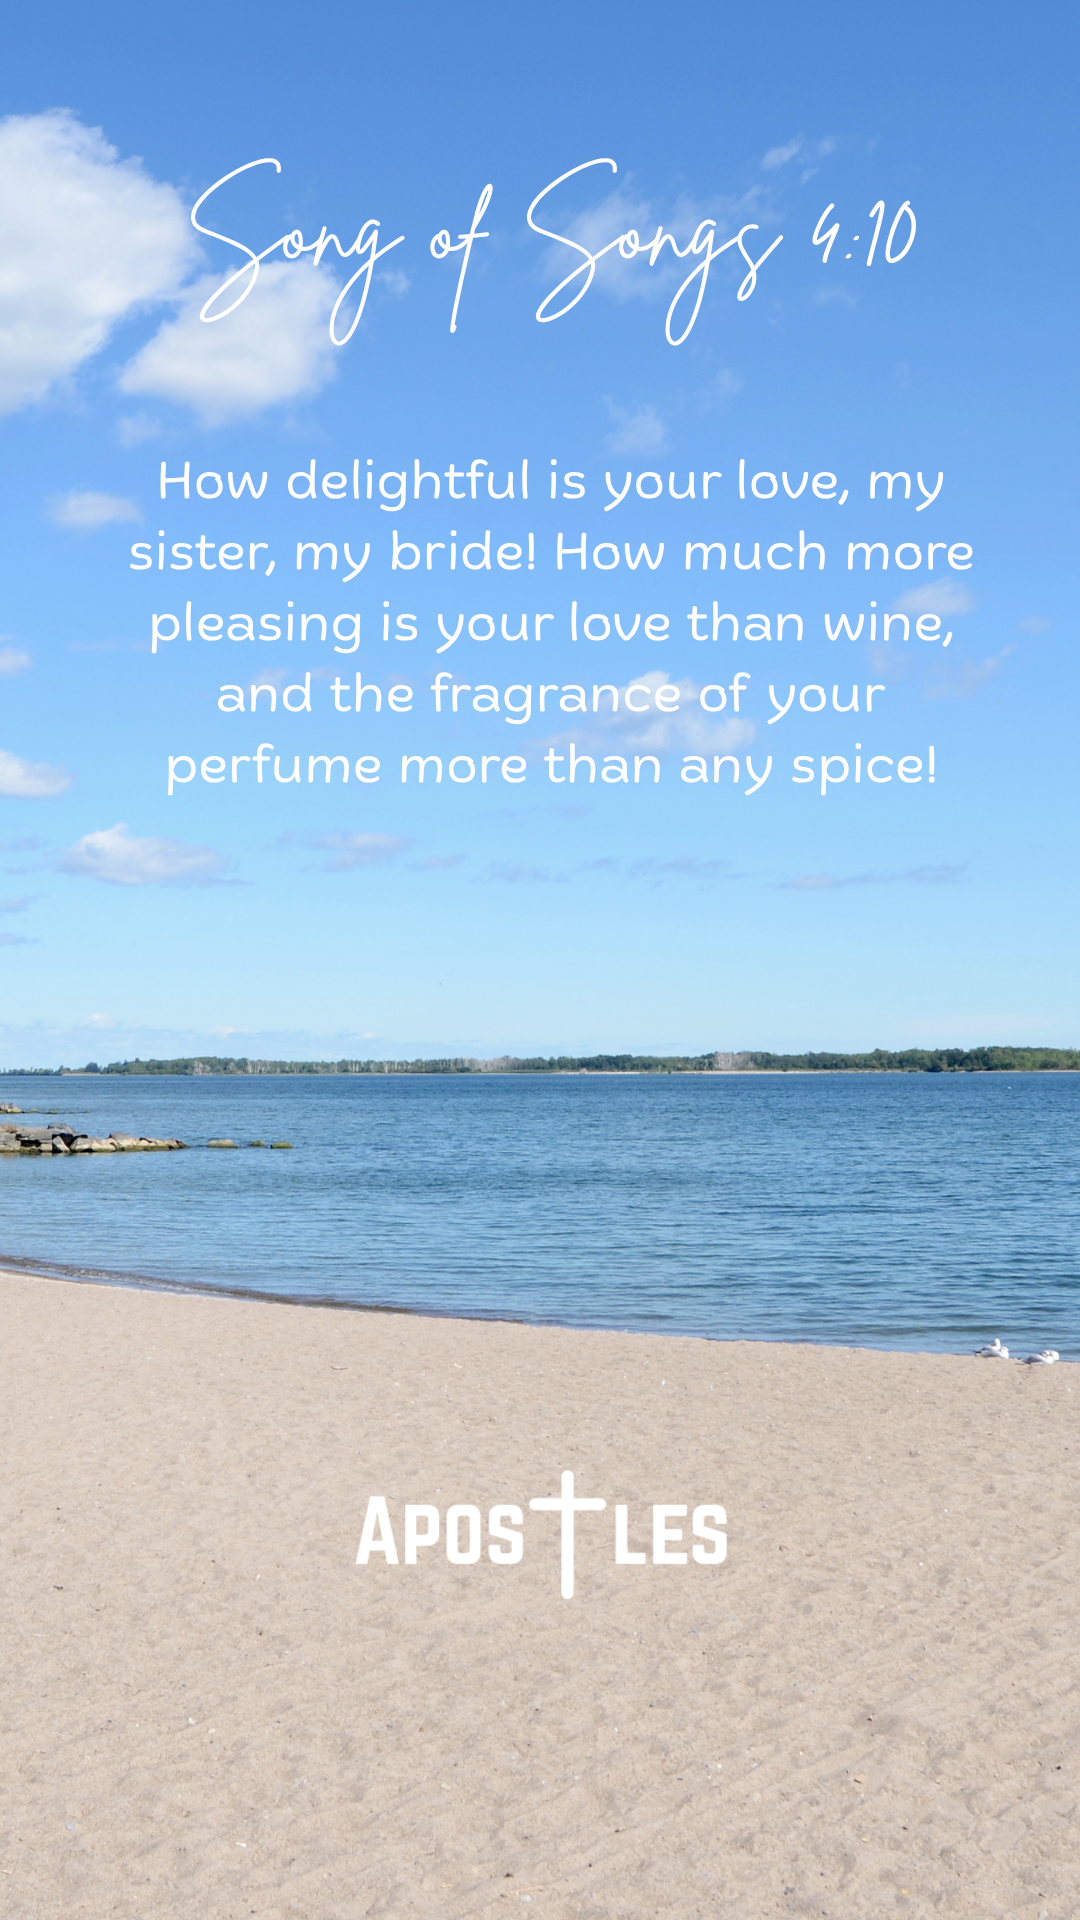 Song of Songs 4:10
How delightful is your love, my
sister, my bride! How much more
pleasing is your love than wine,
and the fragrance of your
perfume more than any spice!
APOSTLES